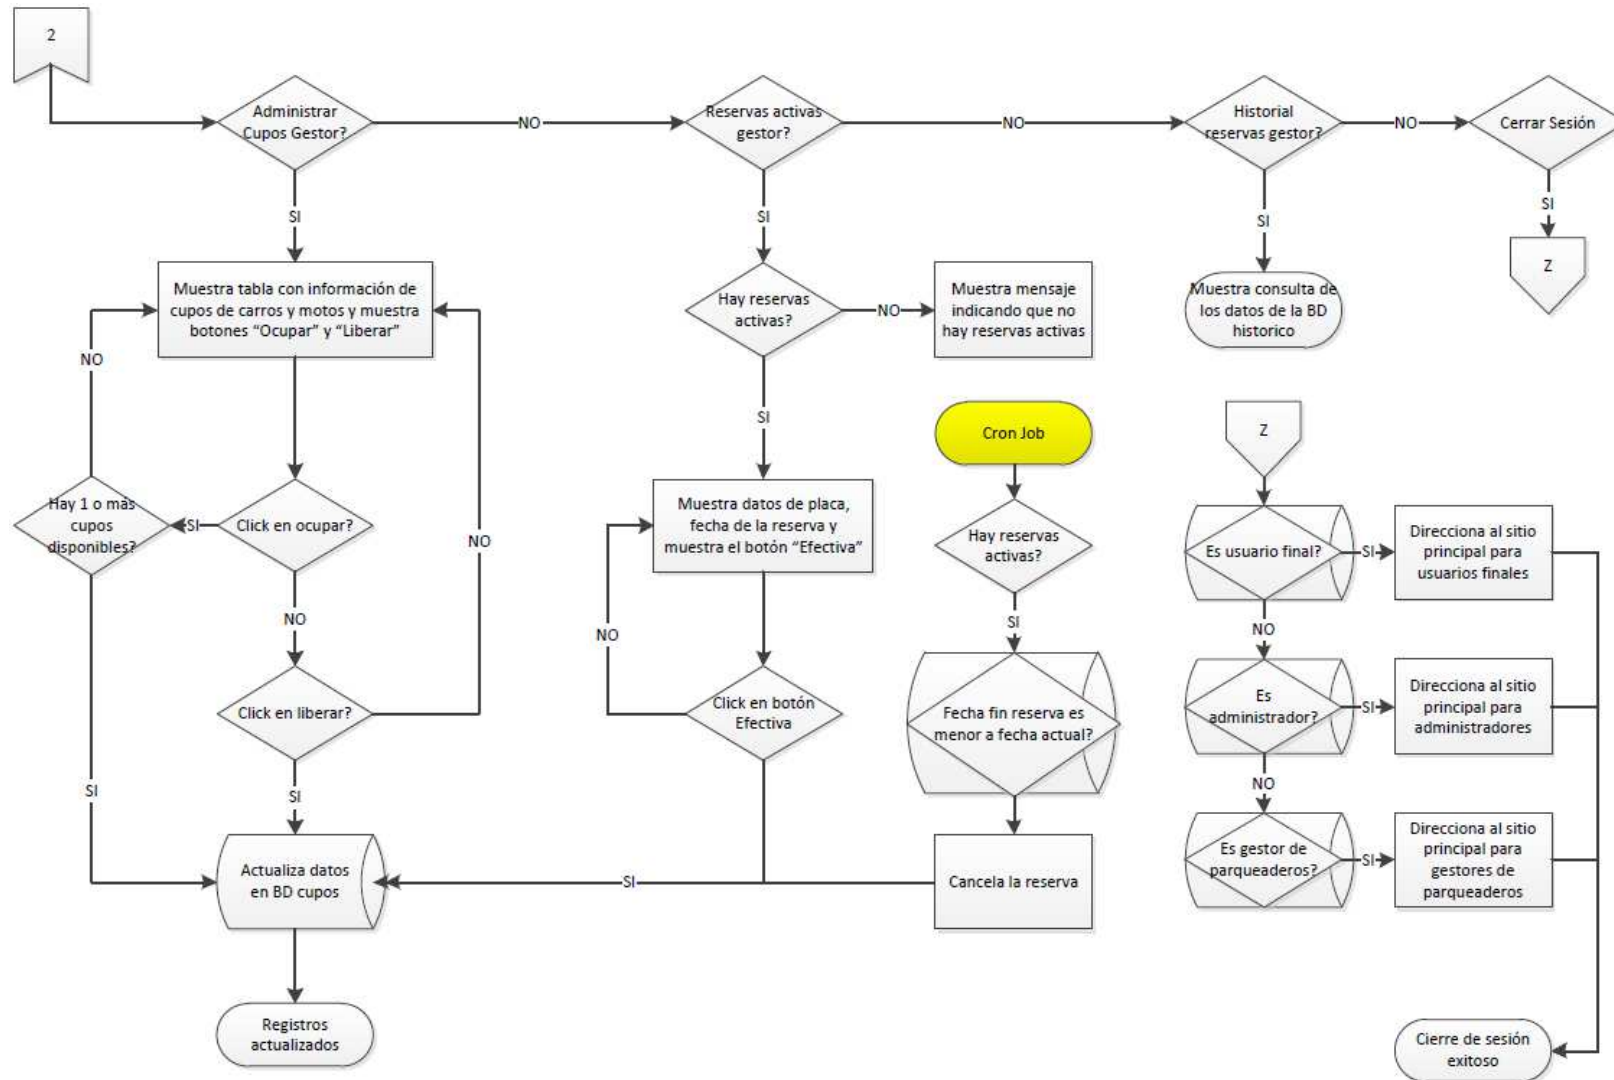 2
Administrar
Cupos Gestor?
NO
Reservas activas
gestor?
NO
Historial
reservas gestor?
NO
Cerrar Sesión
SI
SI
SI
SI
Muestra tabla con información de
cupos de carros y motos y muestra
botones “Ocupar” y “Liberar”
Hay reservas
activas?
NO
Muestra mensaje
indicando que no
hay reservas activas
Muestra consulta de
los datos de la BD
historico
Z
NO
SI
Cron Job
Z
Hay 1 o más
cupos
disponibles?
SI
Click en ocupar?
NO
Muestra datos de placa,
fecha de la reserva y
muestra el botón “Efectiva”
Hay reservas
activas?
Es usuario final?
SI
Direcciona al sitio
principal para
usuarios finales
NO
NO
SI
NO
Click en liberar?
Click en botón
Efectiva
Fecha fin reserva es
menor a fecha actual?
Es
administrador?
SI
Direcciona al sitio
principal para
administradores
SI
SI
NO
Actualiza datos
en BD cupos
SI
Cancela la reserva
Es gestor de
parqueaderos?
SI
Direcciona al sitio
principal para
gestores de
parqueaderos
Registros
actualizados
Cierre de sesión
exitoso